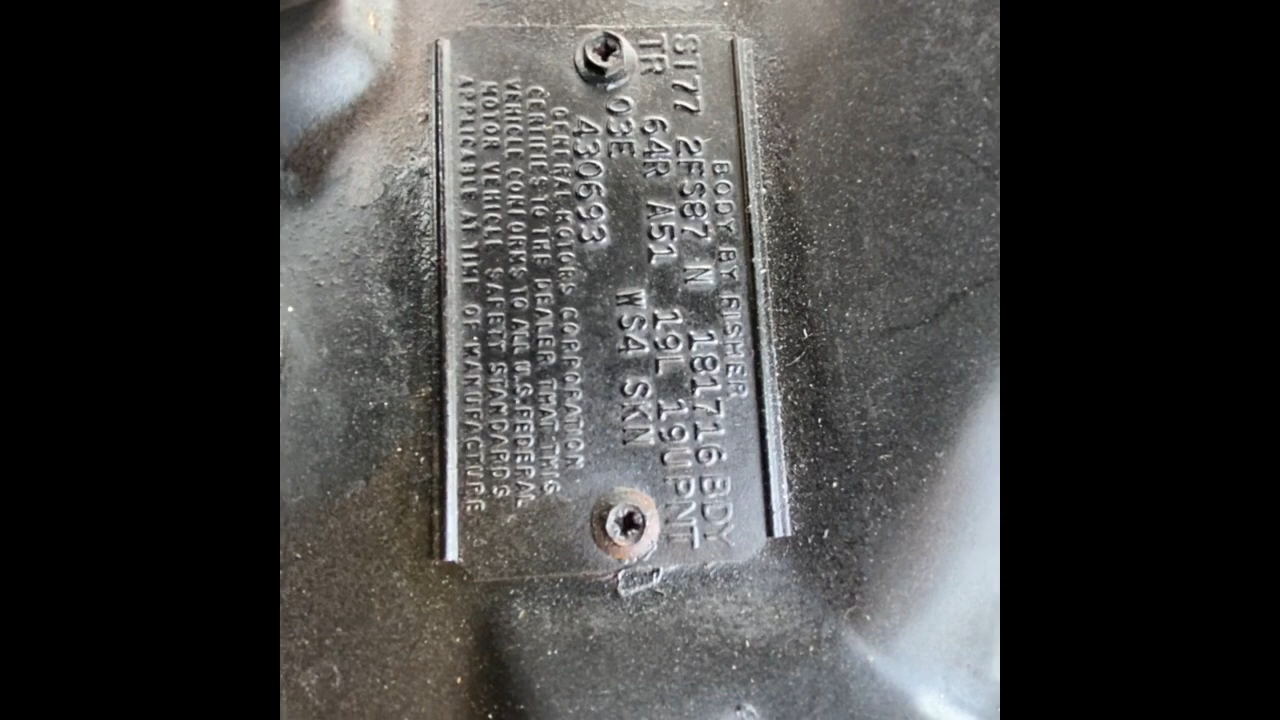 BODY BY FISHER
ST77 2FS87 N 181716 BDY
TR 64R A51 19L 19U PNT
03E WS4 SKN
430693
GENERAL MOTORS CORPORATION
CERTIFIES TO THE DEALER THAT THIS
VEHICLE CONFORMS TO ALL U.S. FEDERAL
MOTOR VEHICLE SAFETY STANDARDS
APPLICABLE AT TIME OF MANUFACTURE